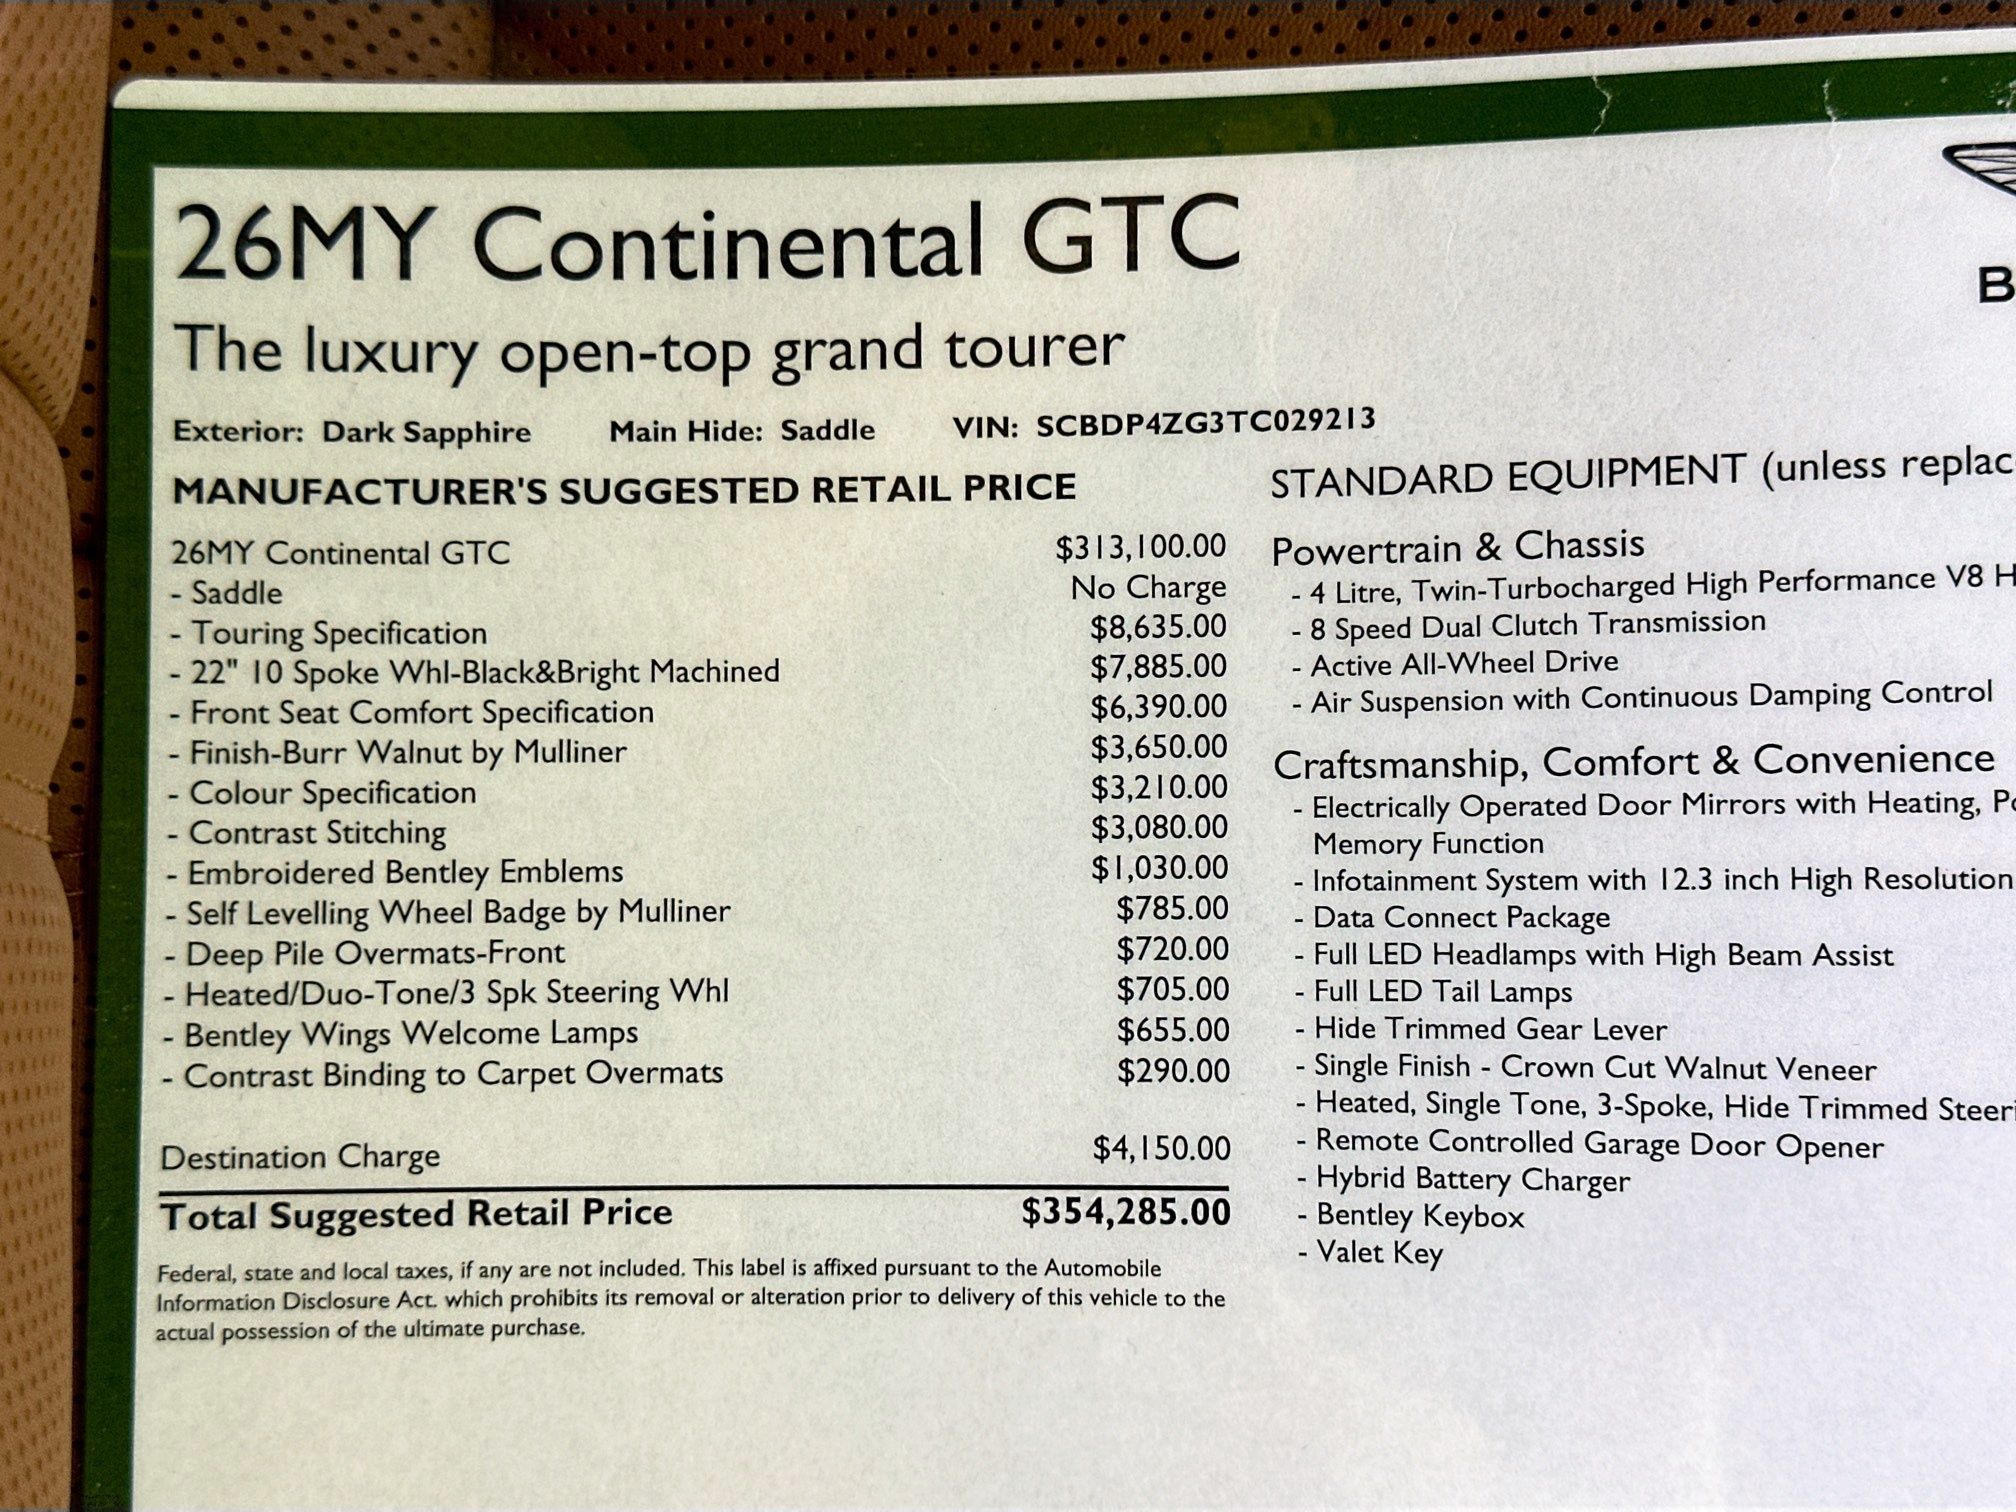 26MY Continental GTC
The luxury open-top grand tourer
Exterior: Dark Sapphire Main Hide: Saddle VIN: SCBDP4ZG3TC029213
MANUFACTURER'S SUGGESTED RETAIL PRICE
26MY Continental GTC $313,100.00
- Saddle No Charge
- Touring Specification $8,635.00
- 22" 10 Spoke Whl-Black&Bright Machined $7,885.00
- Front Seat Comfort Specification $6,390.00
- Finish-Burr Walnut by Mulliner $3,650.00
- Colour Specification $3,210.00
- Contrast Stitching $3,080.00
- Embroidered Bentley Emblems $1,030.00
- Self Levelling Wheel Badge by Mulliner $785.00
- Deep Pile Overmats-Front $720.00
- Heated/Duo-Tone/3 Spk Steering Whl $705.00
- Bentley Wings Welcome Lamps $655.00
- Contrast Binding to Carpet Overmats $290.00
Destination Charge $4,150.00
Total Suggested Retail Price $354,285.00
Federal, state and local taxes, if any are not included. This label is affixed pursuant to the Automobile
Information Disclosure Act. which prohibits its removal or alteration prior to delivery of this vehicle to the
actual possession of the ultimate purchase.
B
STANDARD EQUIPMENT (unless replac
Powertrain & Chassis
- 4 Litre, Twin-Turbocharged High Performance V8 H
- 8 Speed Dual Clutch Transmission
- Active All-Wheel Drive
- Air Suspension with Continuous Damping Control
Craftsmanship, Comfort & Convenience
- Electrically Operated Door Mirrors with Heating, Po
Memory Function
- Infotainment System with 12.3 inch High Resolution
- Data Connect Package
- Full LED Headlamps with High Beam Assist
- Full LED Tail Lamps
- Hide Trimmed Gear Lever
- Single Finish - Crown Cut Walnut Veneer
- Heated, Single Tone, 3-Spoke, Hide Trimmed Steeri
- Remote Controlled Garage Door Opener
- Hybrid Battery Charger
- Bentley Keybox
- Valet Key